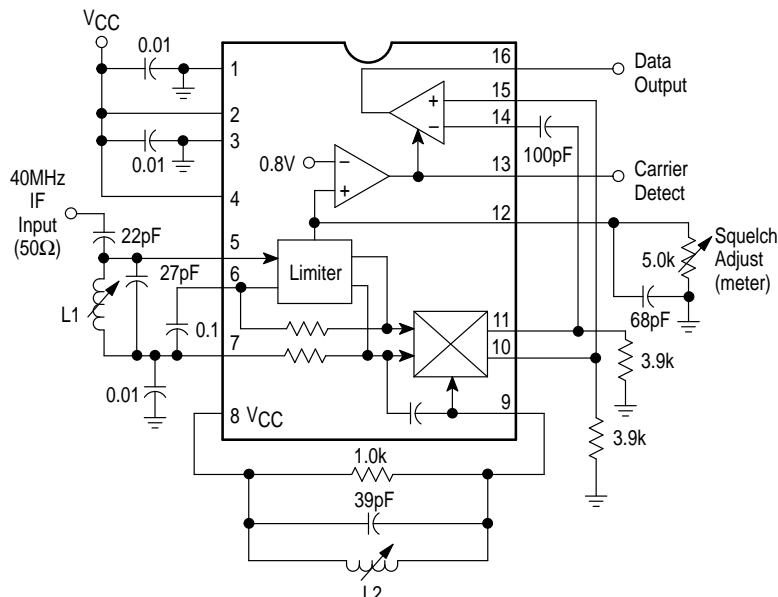 VCC
0.01
1
2
3
0.01
4
40MHz
IF
Input
(50Ω)
22pF
5
27pF
6
L1
0.1
7
0.01
8 VCC
Limiter
0.8V
−
+
+
−
16
Data
Output
15
14
100pF
13
Carrier
Detect
12
5.0k
Squelch
Adjust
(meter)
68pF
11
10
3.9k
9
3.9k
1.0k
39pF
L2